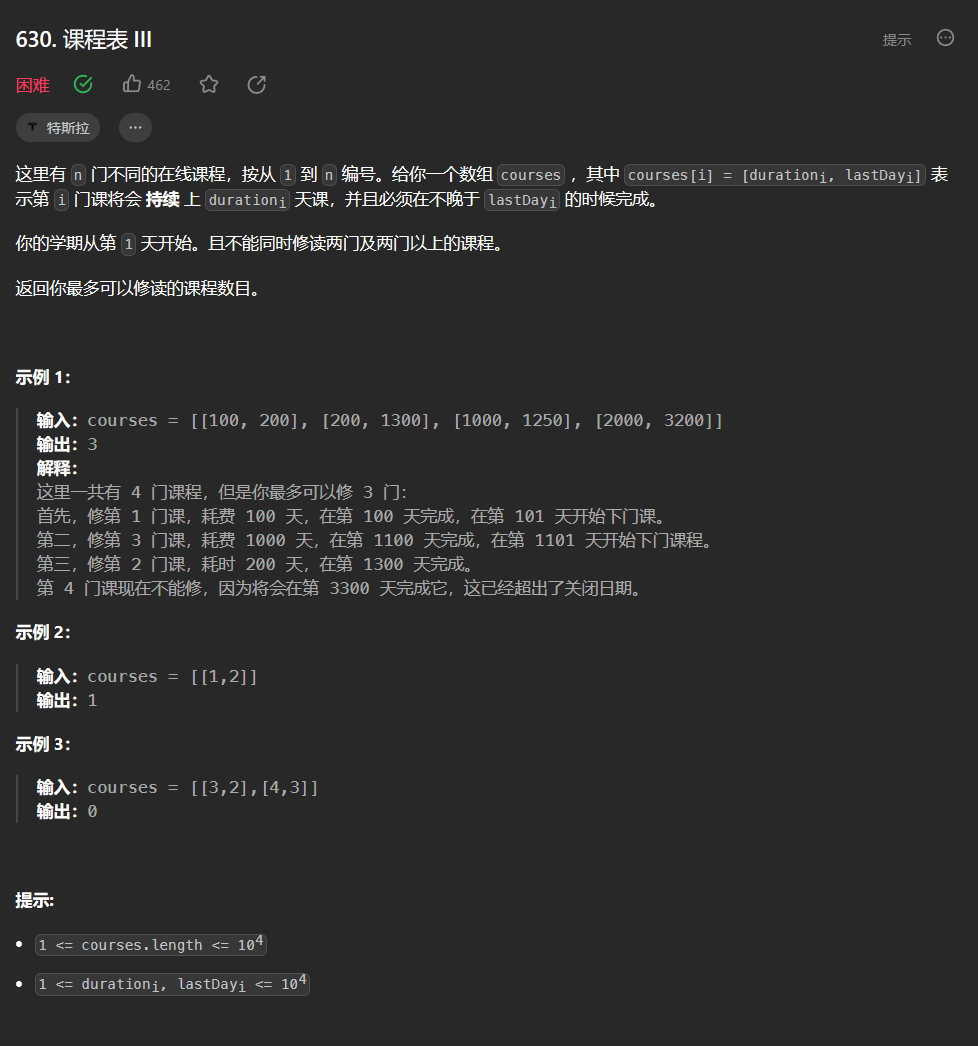 630. 课程表 III
提示
困难
462
特斯拉
这里有 n 门不同的在线课程，按从 1 到 n 编号。给你一个数组 courses ，其中 courses[i] = [durationi, lastDayi] 表
示第 i 门课将会 持续 上 durationi 天课，并且必须在不晚于 lastDayi 的时候完成。
你的学期从第 1 天开始。且不能同时修读两门及两门以上的课程。
返回你最多可以修读的课程数目。
示例 1：
输入：courses = [[100, 200], [200, 1300], [1000, 1250], [2000, 3200]]
输出：3
解释：
这里一共有 4 门课程，但是你最多可以修 3 门：
首先，修第 1 门课，耗费 100 天，在第 100 天完成，在第 101 天开始下门课。
第二，修第 3 门课，耗费 1000 天，在第 1100 天完成，在第 1101 天开始下门课程。
第三，修第 2 门课，耗时 200 天，在第 1300 天完成。
第 4 门课现在不能修，因为将会在第 3300 天完成它，这已经超出了关闭日期。
示例 2：
输入：courses = [[1,2]]
输出：1
示例 3：
输入：courses = [[3,2],[4,3]]
输出：0
提示:
1 <= courses.length <= 10^4
1 <= durationi, lastDayi <= 10^4